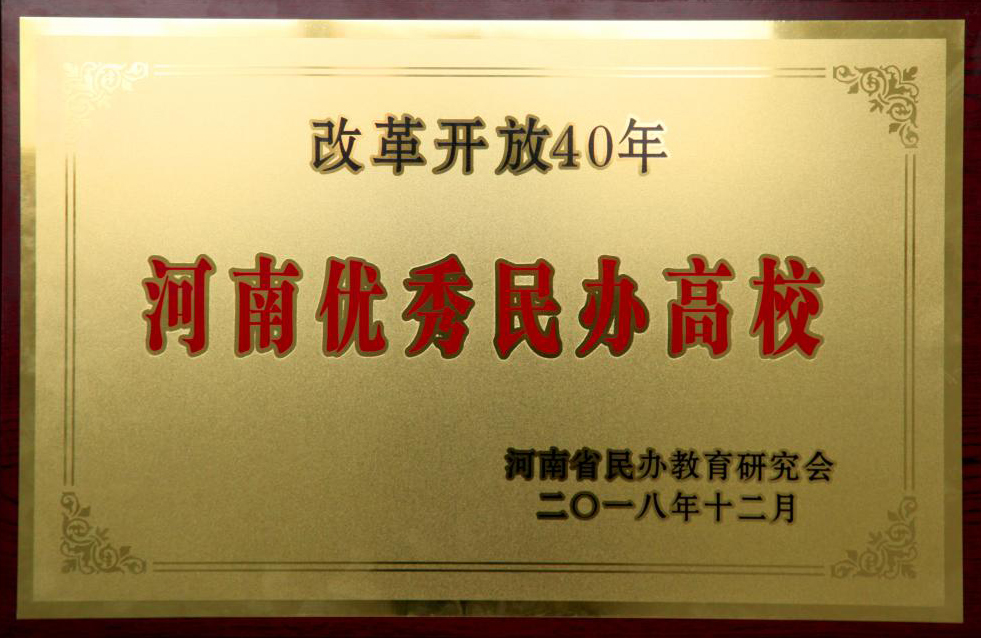 改革开放40年
河南优秀民办高校
河南省民办教育研究会
二〇一八年十二月